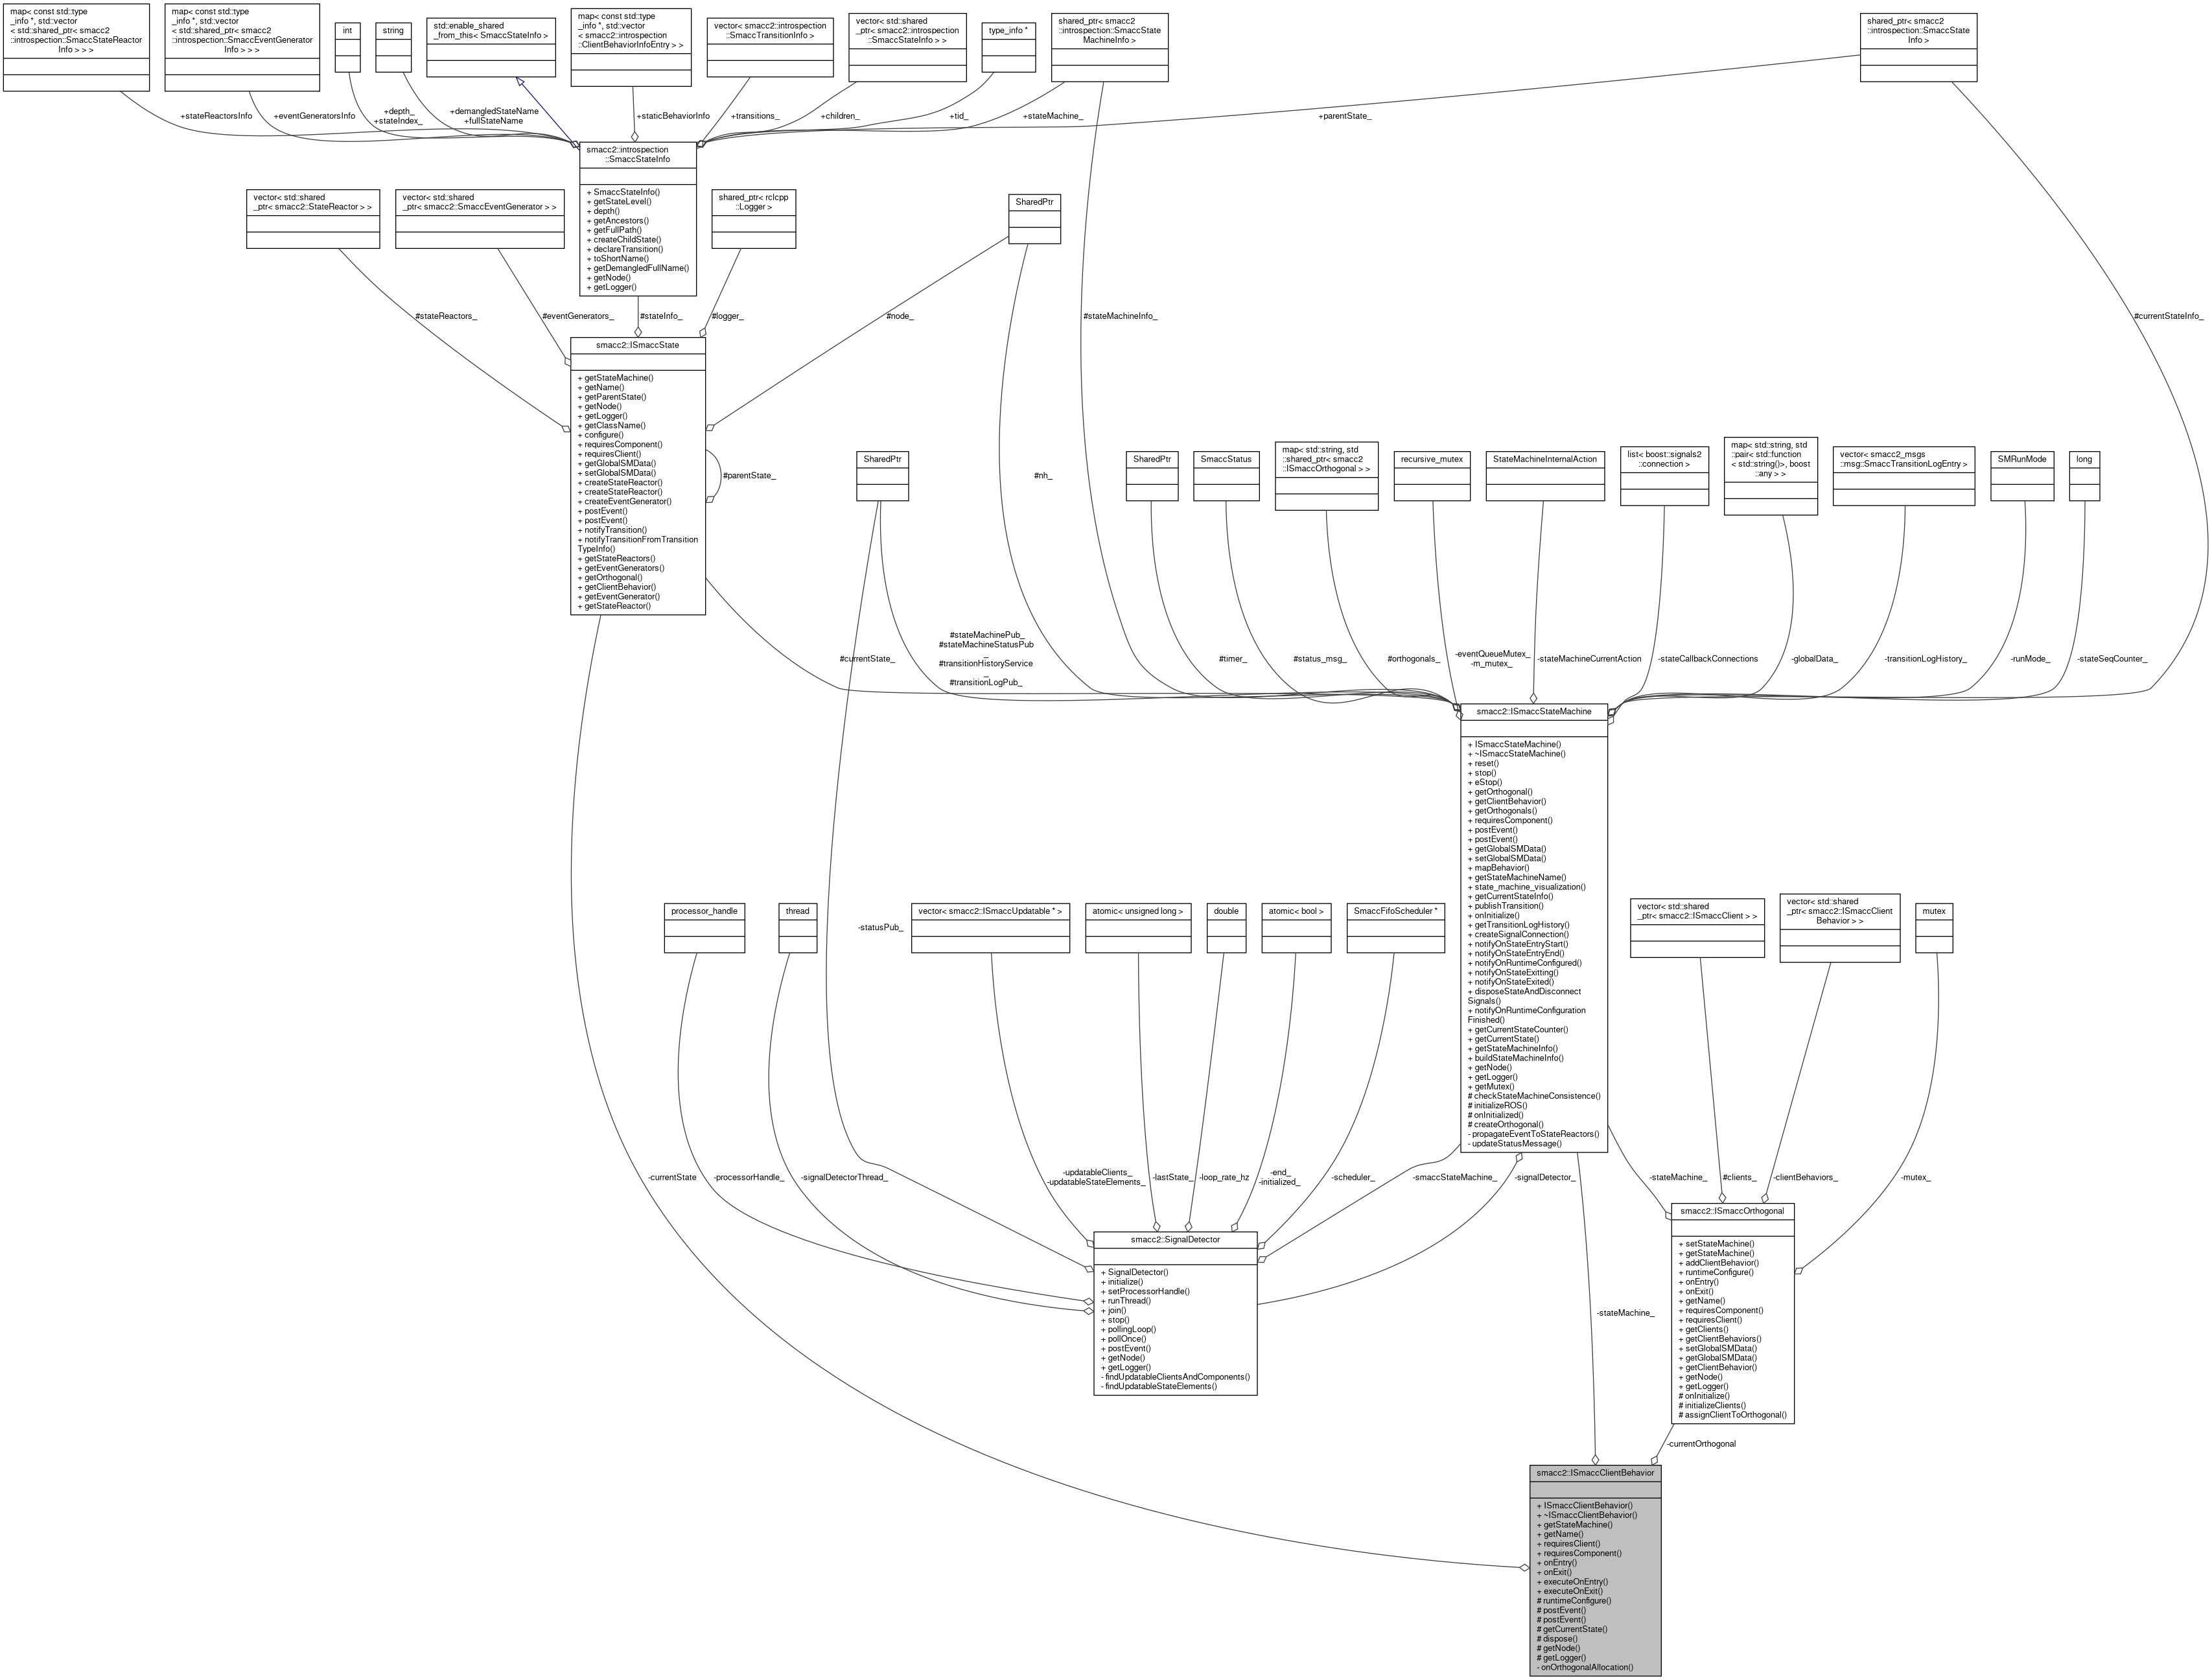 map< const std::type
_info *, std::vector
< std::shared_ptr< smacc2
::introspection::SmaccStateReactor
Info > > >
map< const std::type
_info *, std::vector
< std::shared_ptr< smacc2
::introspection::SmaccEventGenerator
Info > > >
int
string
std::enable_shared
_from_this< SmaccStateInfo >
map< const std::type
_info *, std::vector
< smacc2::introspection
::ClientBehaviorInfoEntry > >
vector< smacc2::introspection
::SmaccTransitionInfo >
vector< std::shared
_ptr< smacc2::introspection
::SmaccStateInfo > >
type_info *
shared_ptr< smacc2
::introspection::SmaccState
MachineInfo >
shared_ptr< smacc2
::introspection::SmaccState
Info >
+stateReactorsInfo
+eventGeneratorsInfo
+depth_
+stateIndex_
+demangledStateName
+fullStateName
+staticBehaviorInfo
+transitions_
+children_
+tid_
+stateMachine_
+parentState_
smacc2::introspection
::SmaccStateInfo
+ SmaccStateInfo()
+ getStateLevel()
+ depth()
+ getAncestors()
+ getFullPath()
+ createChildState()
+ declareTransition()
+ toShortName()
+ getDemangledFullName()
+ getNode()
+ getLogger()
vector< std::shared
_ptr< smacc2::StateReactor > >
vector< std::shared
_ptr< smacc2::SmaccEventGenerator > >
shared_ptr< rclcpp
::Logger >
SharedPtr
#stateReactors_
#eventGenerators_
#stateInfo_
#logger_
#node_
#stateMachineInfo_
#currentStateInfo_
smacc2::ISmaccState
+ getStateMachine()
+ getName()
+ getParentState()
+ getNode()
+ getLogger()
+ getClassName()
+ configure()
+ requiresComponent()
+ requiresClient()
+ getGlobalSMData()
+ setGlobalSMData()
+ createStateReactor()
+ createStateReactor()
+ createEventGenerator()
+ postEvent()
+ postEvent()
+ notifyTransition()
+ notifyTransitionFromTransition
TypeInfo()
+ getStateReactors()
+ getEventGenerators()
+ getOrthogonal()
+ getClientBehavior()
+ getEventGenerator()
+ getStateReactor()
#parentState_
#nh_
SharedPtr
SharedPtr
SmaccStatus
map< std::string, std
::shared_ptr< smacc2
::ISmaccOrthogonal > >
recursive_mutex
StateMachineInternalAction
list< boost::signals2
::connection >
map< std::string, std
::pair< std::function
< std::string()>, boost
::any > >
vector< smacc2_msgs
::msg::SmaccTransitionLogEntry >
SMRunMode
long
#currentState_
#stateMachinePub_
#stateMachineStatusPub
_
#transitionHistoryService
_
#transitionLogPub_
#timer_
#status_msg_
#orthogonals_
-eventQueueMutex_
-m_mutex_
-stateMachineCurrentAction
-stateCallbackConnections
-globalData_
-transitionLogHistory_
-runMode_
-stateSeqCounter_
smacc2::ISmaccStateMachine
+ ISmaccStateMachine()
+ ~ISmaccStateMachine()
+ reset()
+ stop()
+ eStop()
+ getOrthogonal()
+ getClientBehavior()
+ getOrthogonals()
+ requiresComponent()
+ postEvent()
+ postEvent()
+ getGlobalSMData()
+ setGlobalSMData()
+ mapBehavior()
+ getStateMachineName()
+ state_machine_visualization()
+ getCurrentStateInfo()
+ publishTransition()
+ onInitialize()
+ getTransitionLogHistory()
+ createSignalConnection()
+ notifyOnStateEntryStart()
+ notifyOnStateEntryEnd()
+ notifyOnRuntimeConfigured()
+ notifyOnStateExitting()
+ notifyOnStateExited()
+ disposeStateAndDisconnect
Signals()
+ notifyOnRuntimeConfiguration
Finished()
+ getCurrentStateCounter()
+ getCurrentState()
+ getStateMachineInfo()
+ buildStateMachineInfo()
+ getNode()
+ getLogger()
+ getMutex()
# checkStateMachineConsistence()
# initializeROS()
# onInitialized()
# createOrthogonal()
- propagateEventToStateReactors()
- updateStatusMessage()
processor_handle
thread
-statusPub_
vector< smacc2::ISmaccUpdatable * >
atomic< unsigned long >
double
atomic< bool >
SmaccFifoScheduler *
vector< std::shared
_ptr< smacc2::ISmaccClient > >
vector< std::shared
_ptr< smacc2::ISmaccClient
Behavior > >
mutex
-currentState
-processorHandle_
-signalDetectorThread_
-updatableClients_
-updatableStateElements_
-lastState_
-loop_rate_hz
-end_
-initialized_
-scheduler_
-smaccStateMachine_
-signalDetector_
-stateMachine_
#clients_
-clientBehaviors_
-mutex_
smacc2::SignalDetector
+ SignalDetector()
+ initialize()
+ setProcessorHandle()
+ runThread()
+ join()
+ stop()
+ pollingLoop()
+ pollOnce()
+ postEvent()
+ getNode()
+ getLogger()
- findUpdatableClientsAndComponents()
- findUpdatableStateElements()
smacc2::ISmaccOrthogonal
+ setStateMachine()
+ getStateMachine()
+ addClientBehavior()
+ runtimeConfigure()
+ onEntry()
+ onExit()
+ getName()
+ requiresComponent()
+ requiresClient()
+ getClients()
+ getClientBehaviors()
+ setGlobalSMData()
+ getGlobalSMData()
+ getClientBehavior()
+ getNode()
+ getLogger()
# onInitialize()
# initializeClients()
# assignClientToOrthogonal()
-stateMachine_
-currentOrthogonal
smacc2::ISmaccClientBehavior
+ ISmaccClientBehavior()
+ ~ISmaccClientBehavior()
+ getStateMachine()
+ getName()
+ requiresClient()
+ requiresComponent()
+ onEntry()
+ onExit()
+ executeOnEntry()
+ executeOnExit()
# runtimeConfigure()
# postEvent()
# postEvent()
# getCurrentState()
# dispose()
# getNode()
# getLogger()
- onOrthogonalAllocation()